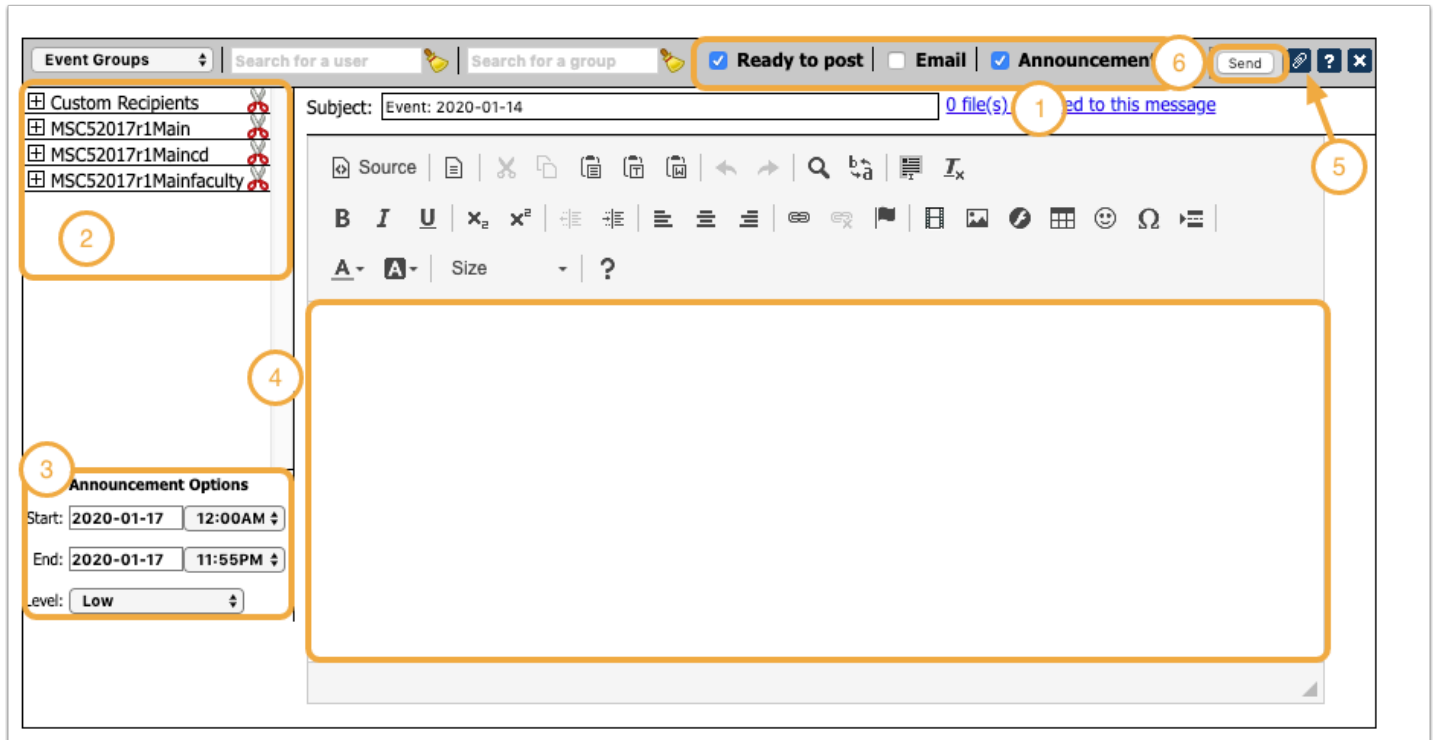 Event Groups Search for a user Search for a group Ready to post Email Announcement 6 Send ?
Custom Recipients
MSC52017r1Main
MSC52017r1Maincd
MSC52017r1Mainfaculty
2
Subject: Event: 2020-01-14 0 file(s) ed to this message
1
5
Source
B I U x₂ x² Ω
A A Size ?
4
3
Announcement Options
Start: 2020-01-17 12:00AM
End: 2020-01-17 11:55PM
Level: Low